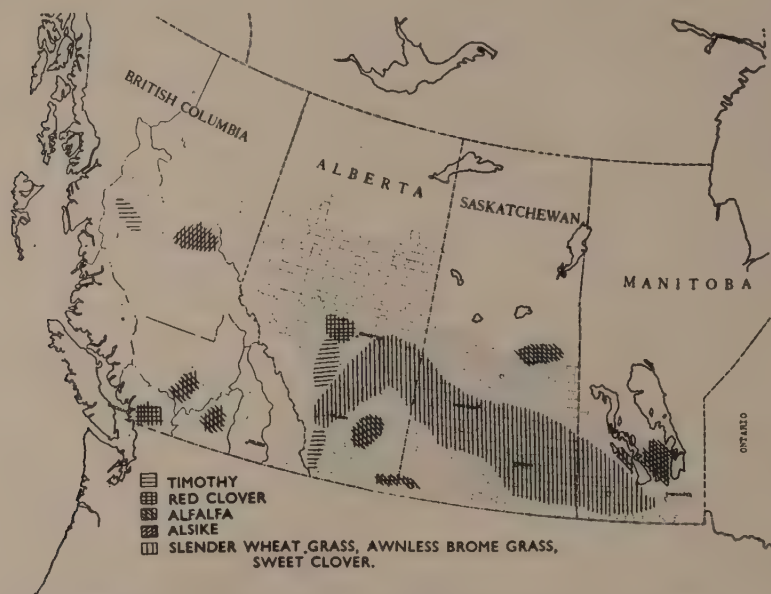 BRITISH COLUMBIA
ALBERTA
SASKATCHEWAN
MANITOBA
ONTARIO
TIMOTHY
RED CLOVER
ALFALFA
ALSIKE
SLENDER WHEAT GRASS, AWNLESS BROME GRASS,
SWEET CLOVER.